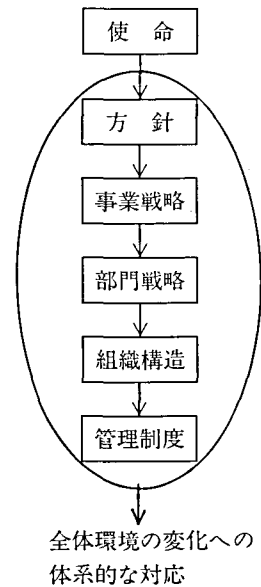 使命
方針
事業戦略
部門戦略
組織構造
管理制度
全体環境の変化への
体系的な対応